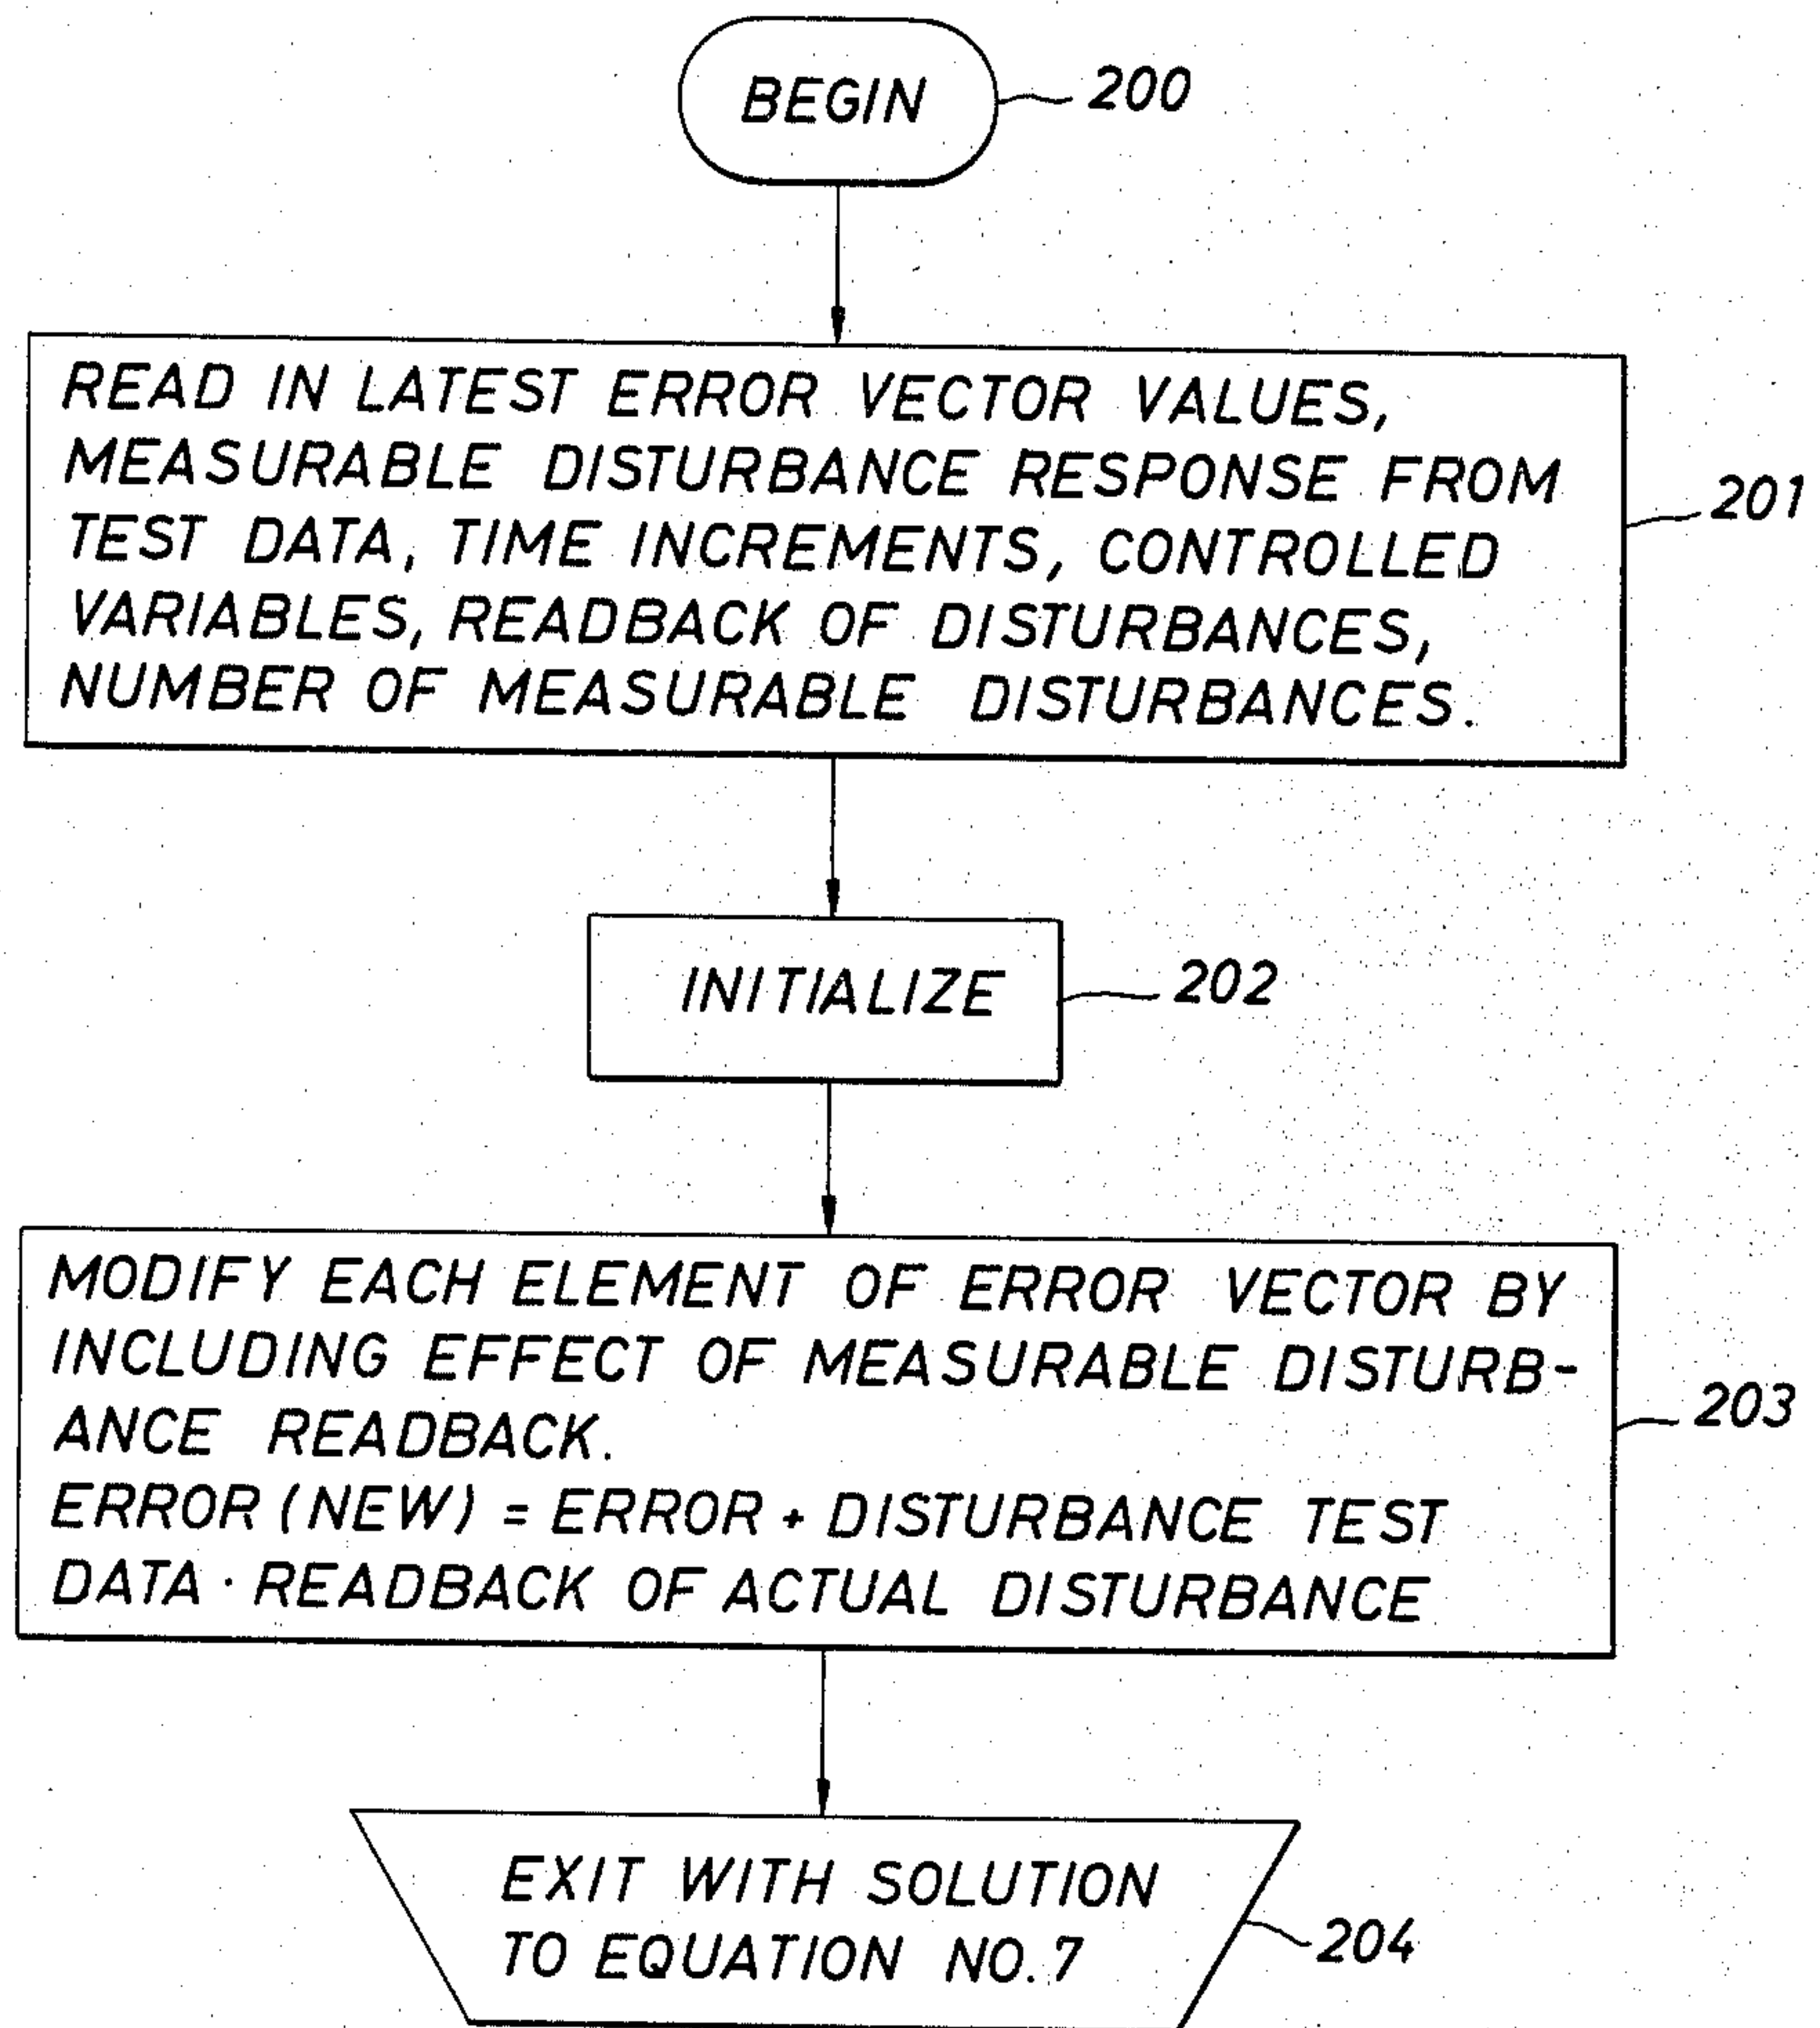 BEGIN
200
READ IN LATEST ERROR VECTOR VALUES,
MEASURABLE DISTURBANCE RESPONSE FROM
TEST DATA, TIME INCREMENTS, CONTROLLED
VARIABLES, READBACK OF DISTURBANCES,
NUMBER OF MEASURABLE DISTURBANCES.
201
INITIALIZE
202
MODIFY EACH ELEMENT OF ERROR VECTOR BY
INCLUDING EFFECT OF MEASURABLE DISTURB-
ANCE READBACK.
ERROR (NEW) = ERROR + DISTURBANCE TEST
DATA · READBACK OF ACTUAL DISTURBANCE
203
EXIT WITH SOLUTION
TO EQUATION NO. 7
204